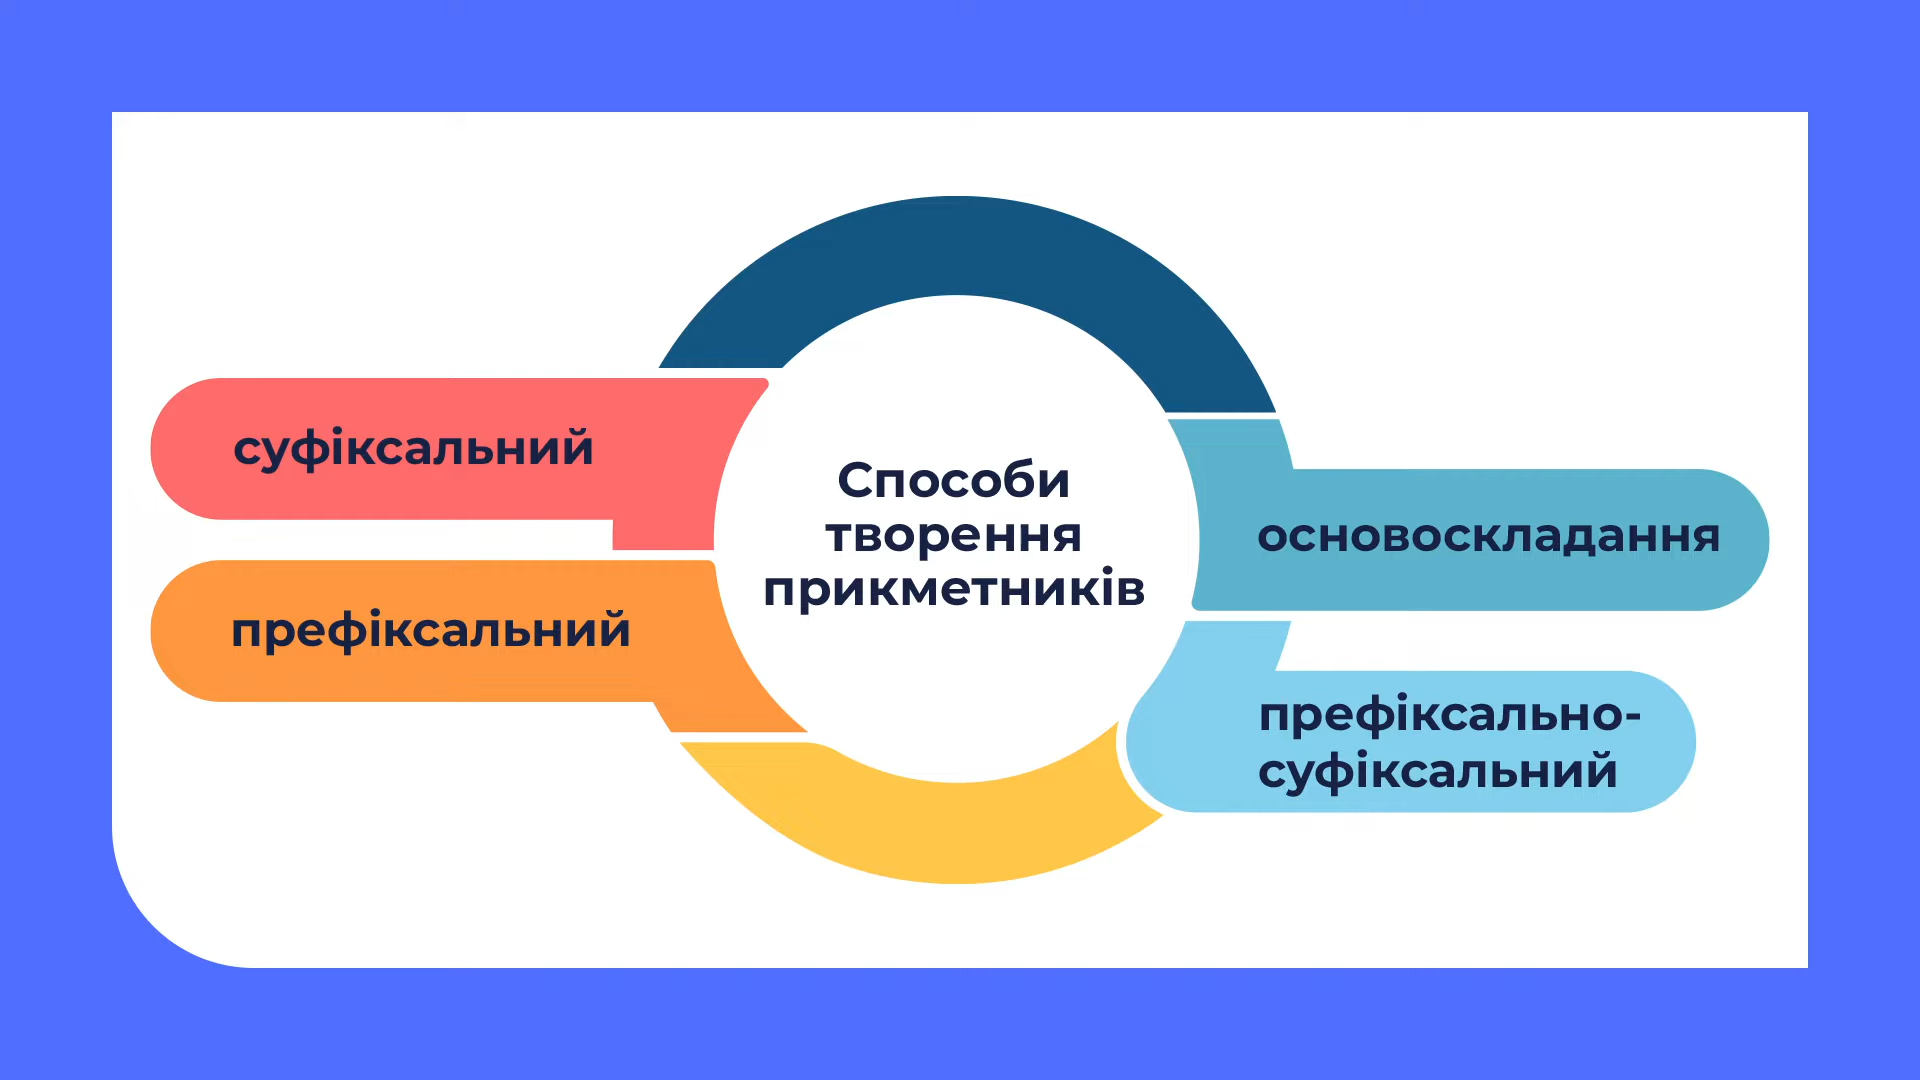 Способи
творення
прикметників
суфіксальний
префіксальний
основоскладання
префіксально-
суфіксальний